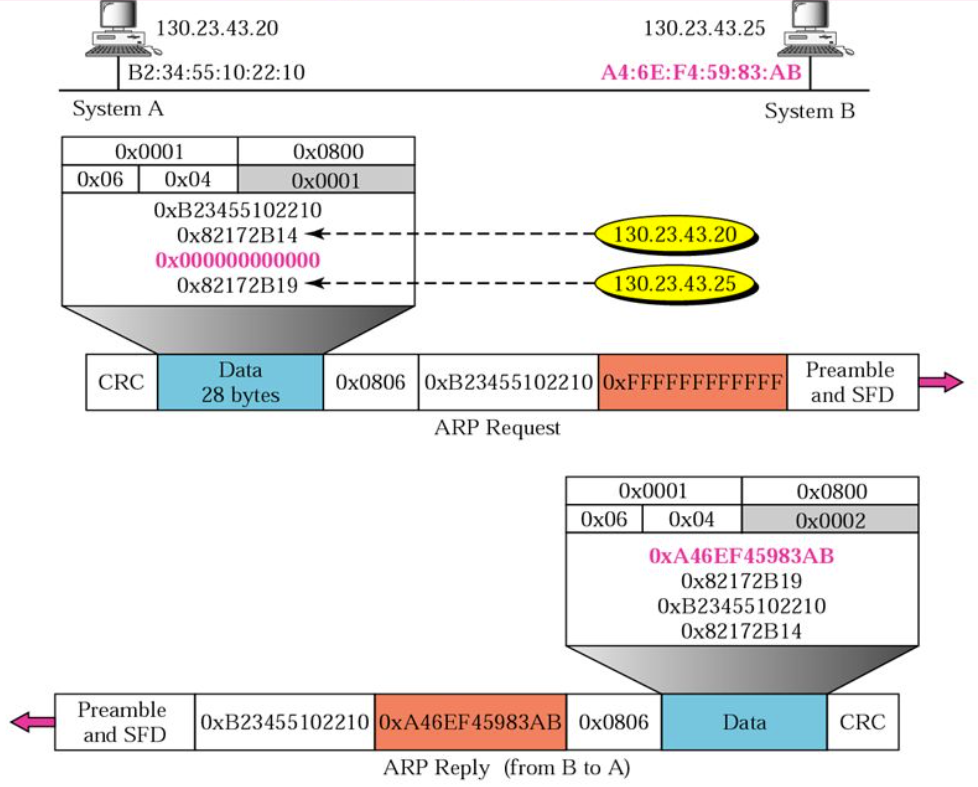 130.23.43.20 130.23.43.25
B2:34:55:10:22:10 A4:6E:F4:59:83:AB
System A System B
0x0001 0x0800
0x06 0x04 0x0001
0xB23455102210
0x82172B14 130.23.43.20
0x000000000000
0x82172B19 130.23.43.25
CRC Data 28 bytes 0x0806 0xB23455102210 0xFFFFFFFFFFFF Preamble and SFD
ARP Request
0x0001 0x0800
0x06 0x04 0x0002
0xA46EF45983AB
0x82172B19
0xB23455102210
0x82172B14
Preamble and SFD 0xB23455102210 0xA46EF45983AB 0x0806 Data CRC
ARP Reply (from B to A)